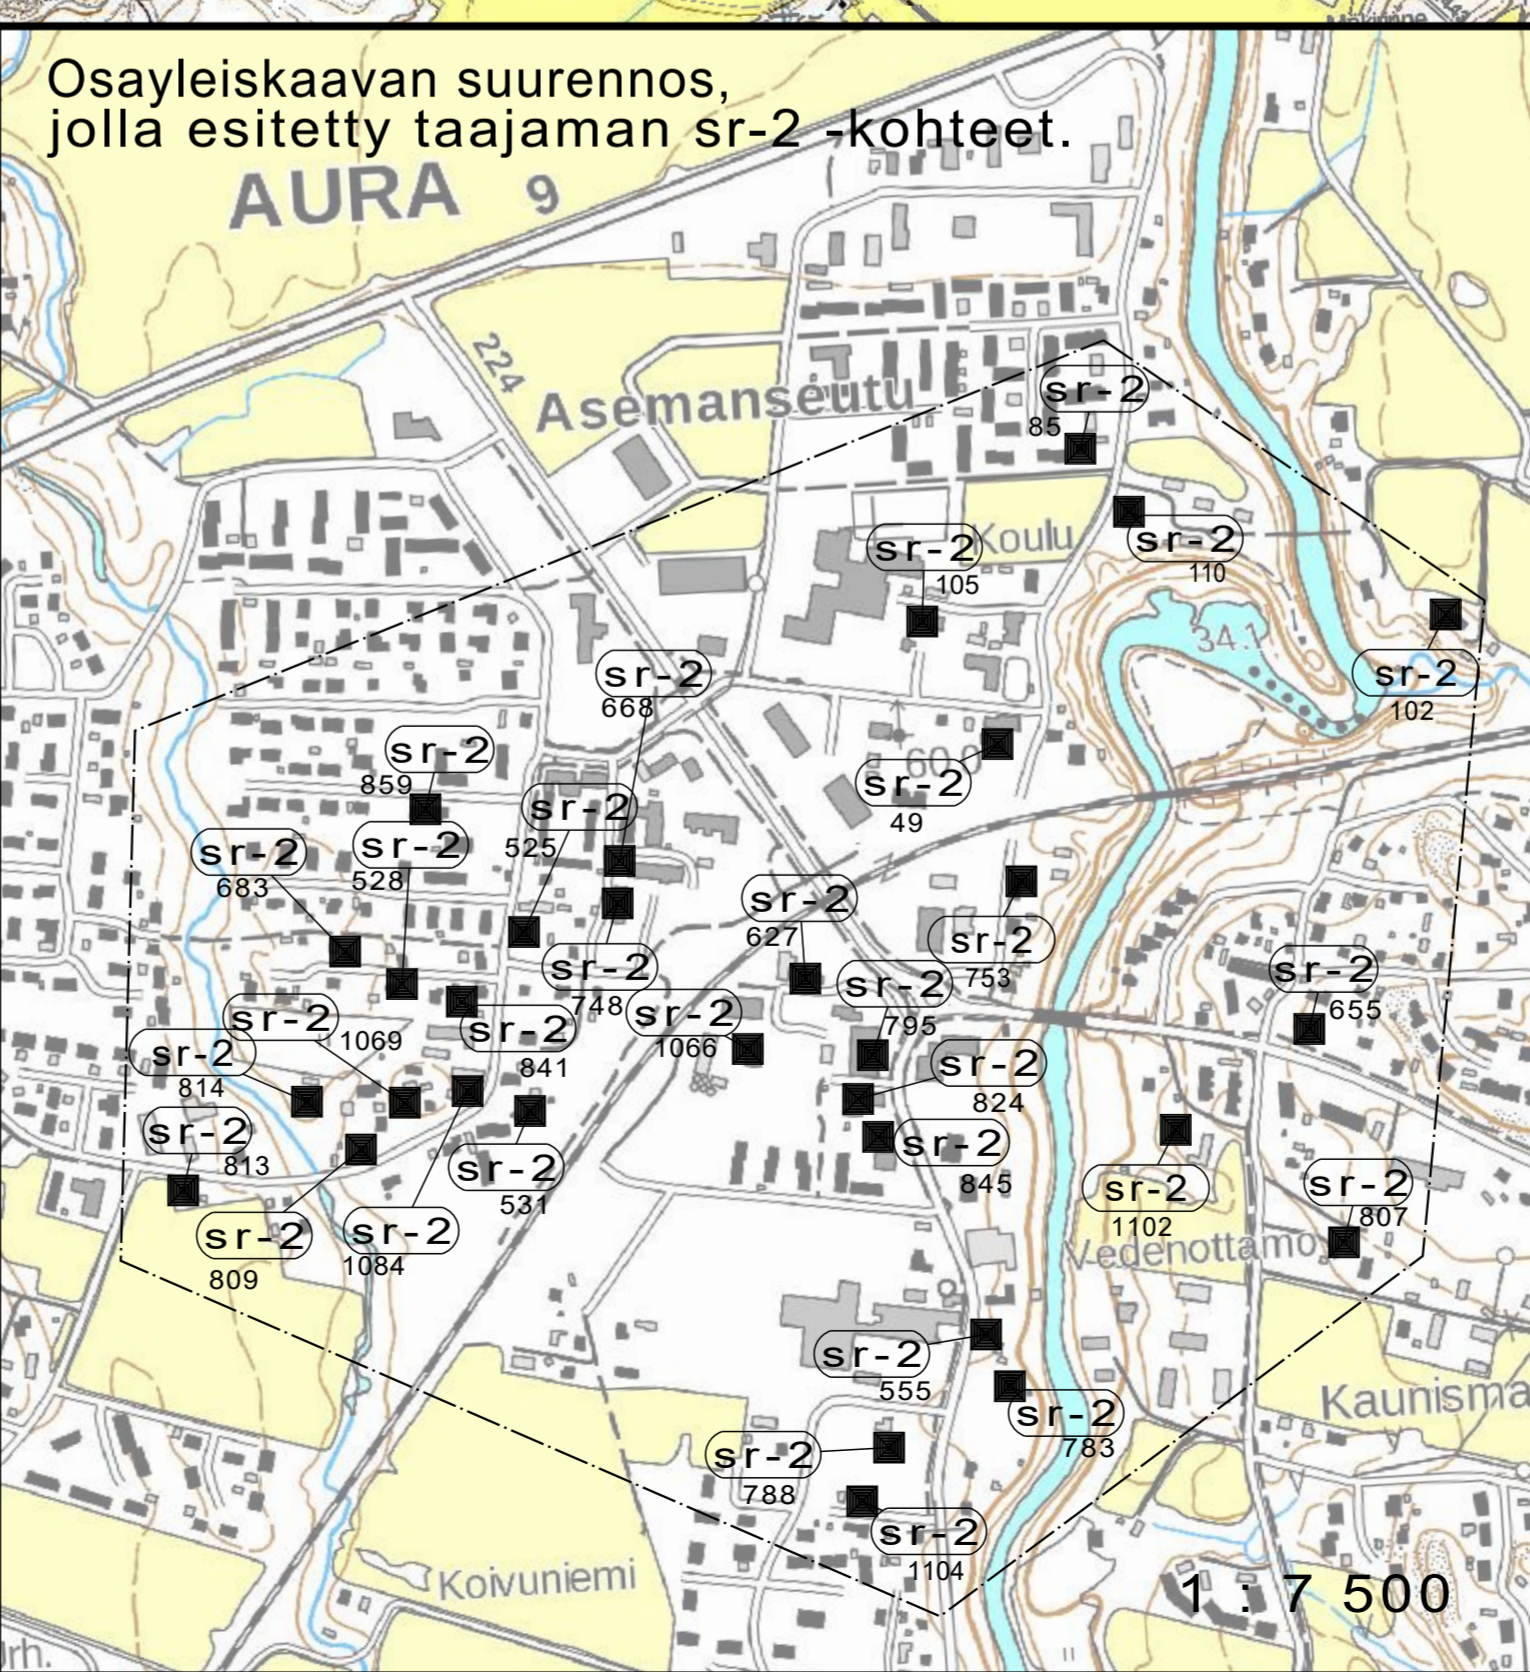 Osayleiskaavan suurennos,
jolla esitetty taajaman sr-2 -kohteet.
AURA 9
224
Asemanseutu
sr-2
85
Koulu
sr-2
105
sr-2
110
34.1
sr-2
102
sr-2
668
sr-2
859
sr-2
49
sr-2
525
sr-2
683
sr-2
528
sr-2
627
sr-2
753
sr-2
748
sr-2
795
sr-2
655
sr-2
1066
sr-2
1069
sr-2
841
sr-2
814
sr-2
824
sr-2
813
sr-2
845
sr-2
531
sr-2
1102
sr-2
807
sr-2
809
sr-2
1084
Vedenottamo
sr-2
555
sr-2
783
Kaunisma
sr-2
788
sr-2
1104
Koivuniemi
1 : 7 500
rh.